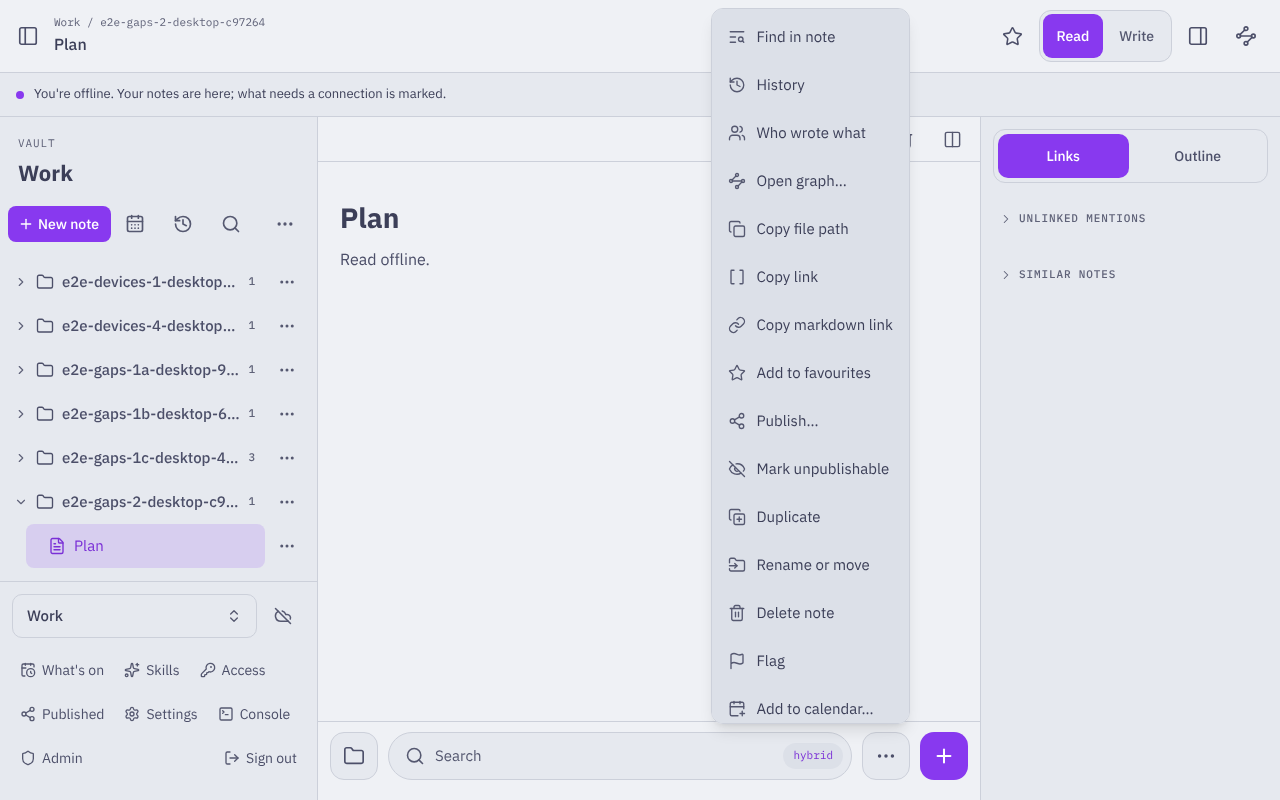 Work / e2e-gaps-2-desktop-c97264
Plan
Read
Write
You're offline. Your notes are here; what needs a connection is marked.
VAULT
Work
New note
e2e-devices-1-desktop... 1
e2e-devices-4-desktop... 1
e2e-gaps-1a-desktop-9... 1
e2e-gaps-1b-desktop-6... 1
e2e-gaps-1c-desktop-4... 3
e2e-gaps-2-desktop-c9... 1
Plan
Work
What's on
Skills
Access
Published
Settings
Console
Admin
Sign out
Plan
Read offline.
Find in note
History
Who wrote what
Open graph...
Copy file path
Copy link
Copy markdown link
Add to favourites
Publish...
Mark unpublishable
Duplicate
Rename or move
Delete note
Flag
Add to calendar...
Search
hybrid
Links
Outline
UNLINKED MENTIONS
SIMILAR NOTES